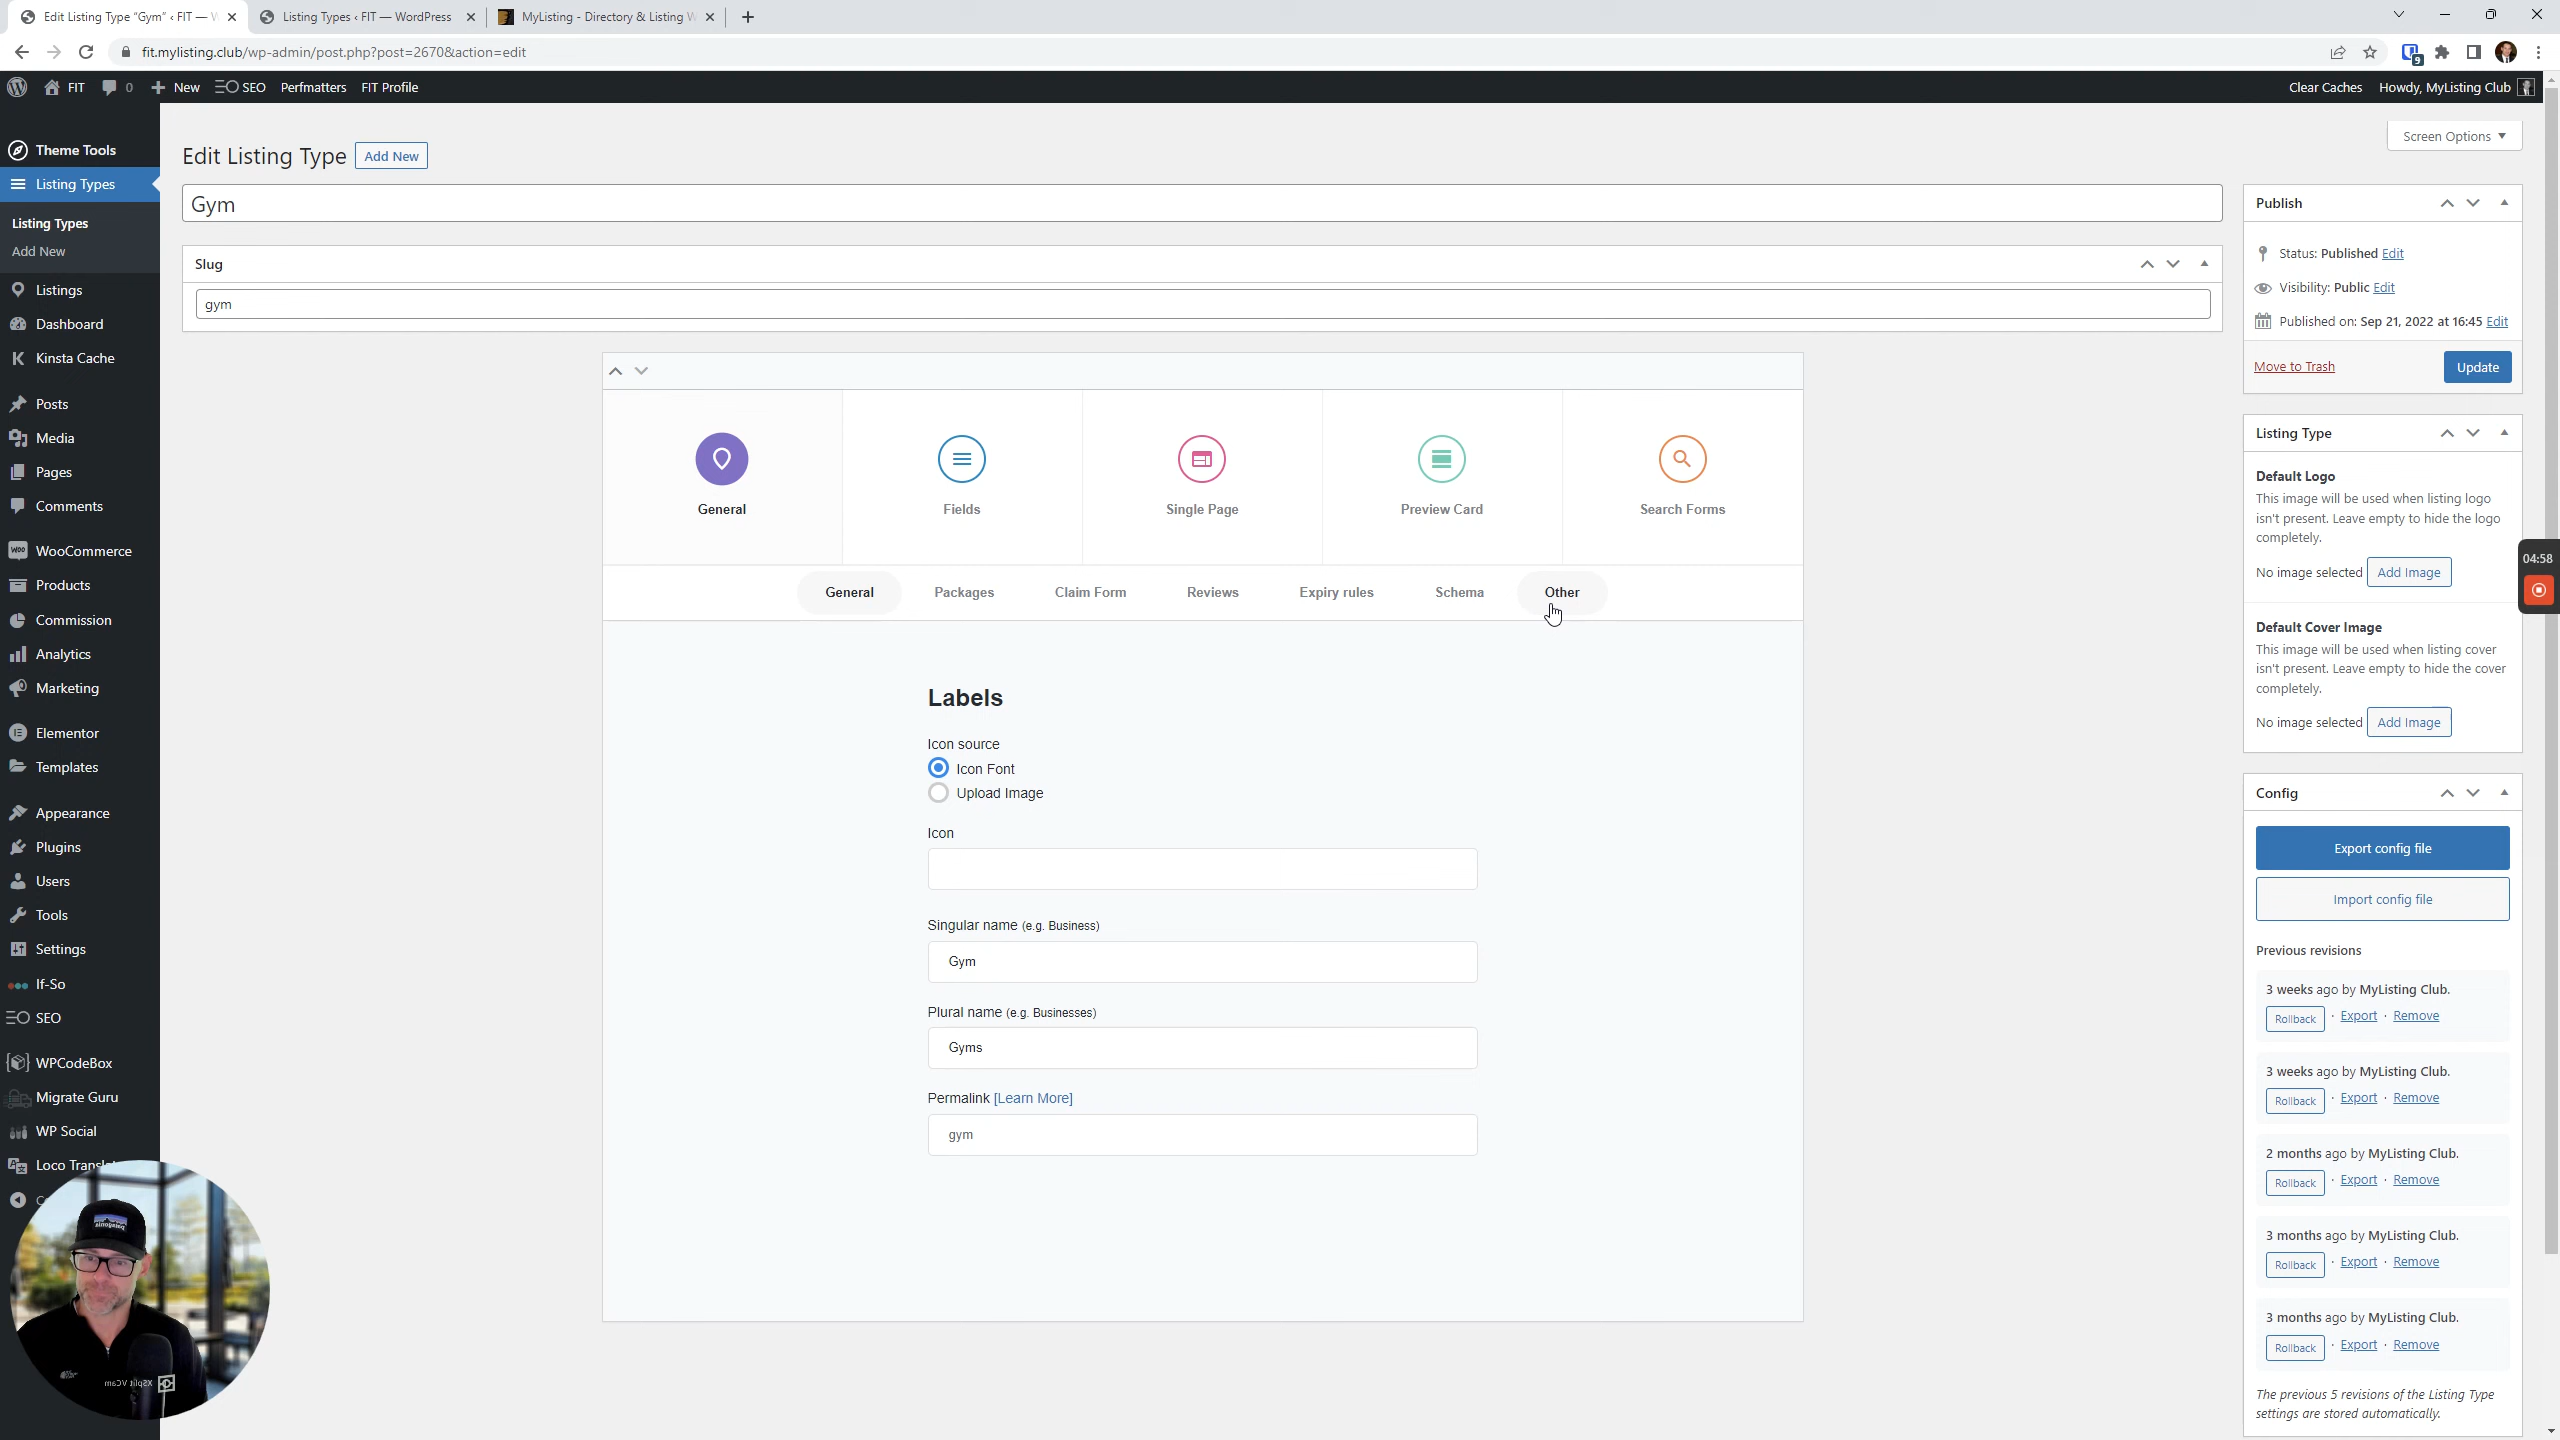 Edit Listing Type "Gym" ‹ FIT — W
Listing Types ‹ FIT — WordPress
MyListing - Directory & Listing W
fit.mylisting.club/wp-admin/post.php?post=2670&action=edit
9
FIT
0
New
SEO
Perfmatters
FIT Profile
Clear Caches
Howdy, MyListing Club
Screen Options
Theme Tools
Listing Types
Listing Types
Add New
Listings
Dashboard
Kinsta Cache
Posts
Media
Pages
Comments
WooCommerce
Products
Commission
Analytics
Marketing
Elementor
Templates
Appearance
Plugins
Users
Tools
Settings
If-So
SEO
WPCodeBox
Migrate Guru
WP Social
Loco
XSplit VCam
Edit Listing Type
Add New
Gym
Slug
gym
General
Fields
Single Page
Preview Card
Search Forms
General
Packages
Claim Form
Reviews
Expiry rules
Schema
Other
Labels
Icon source
Icon Font
Upload Image
Icon
Singular name (e.g. Business)
Gym
Plural name (e.g. Businesses)
Gyms
Permalink [Learn More]
gym
Publish
Status: Published Edit
Visibility: Public Edit
Published on: Sep 21, 2022 at 16:45 Edit
Move to Trash
Update
Listing Type
Default Logo
This image will be used when listing logo
isn't present. Leave empty to hide the logo
completely.
No image selected
Add Image
04:58
Default Cover Image
This image will be used when listing cover
isn't present. Leave empty to hide the cover
completely.
No image selected
Add Image
Config
Export config file
Import config file
Previous revisions
3 weeks ago by MyListing Club.
Rollback · Export · Remove
3 weeks ago by MyListing Club.
Rollback · Export · Remove
2 months ago by MyListing Club.
Rollback · Export · Remove
3 months ago by MyListing Club.
Rollback · Export · Remove
3 months ago by MyListing Club.
Rollback · Export · Remove
The previous 5 revisions of the Listing Type
settings are stored automatically.